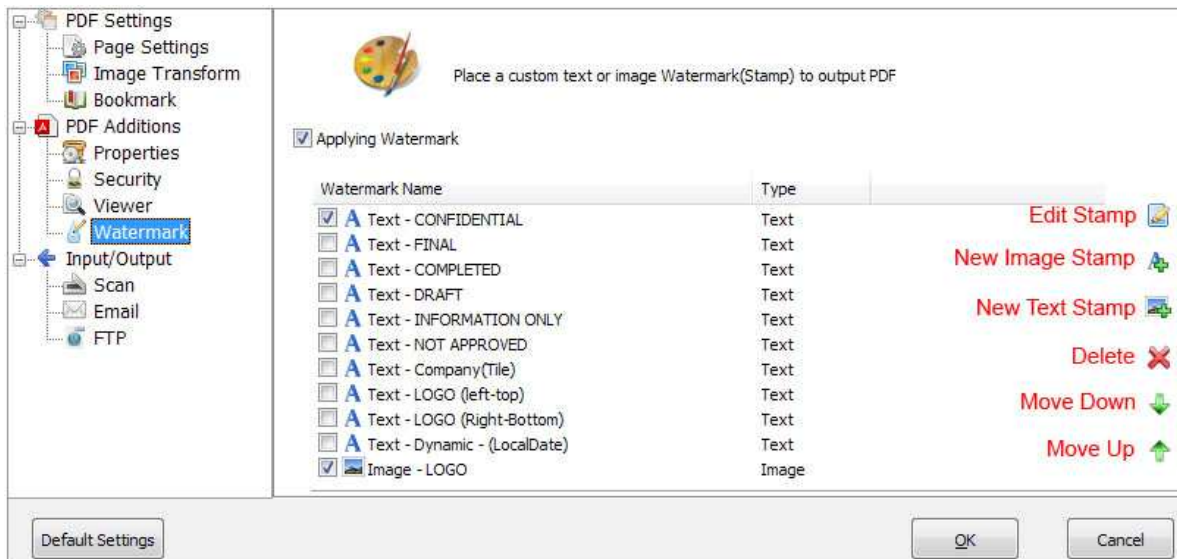 PDF Settings
Page Settings
Image Transform
Bookmark
PDF Additions
Properties
Security
Viewer
Watermark
Input/Output
Scan
Email
FTP
Place a custom text or image Watermark(Stamp) to output PDF
Applying Watermark
Watermark Name Type
Text - CONFIDENTIAL Text
Text - FINAL Text
Text - COMPLETED Text
Text - DRAFT Text
Text - INFORMATION ONLY Text
Text - NOT APPROVED Text
Text - Company(Tile) Text
Text - LOGO (left-top) Text
Text - LOGO (Right-Bottom) Text
Text - Dynamic - (LocalDate) Text
Image - LOGO Image
Edit Stamp
New Image Stamp
New Text Stamp
Delete
Move Down
Move Up
Default Settings OK Cancel